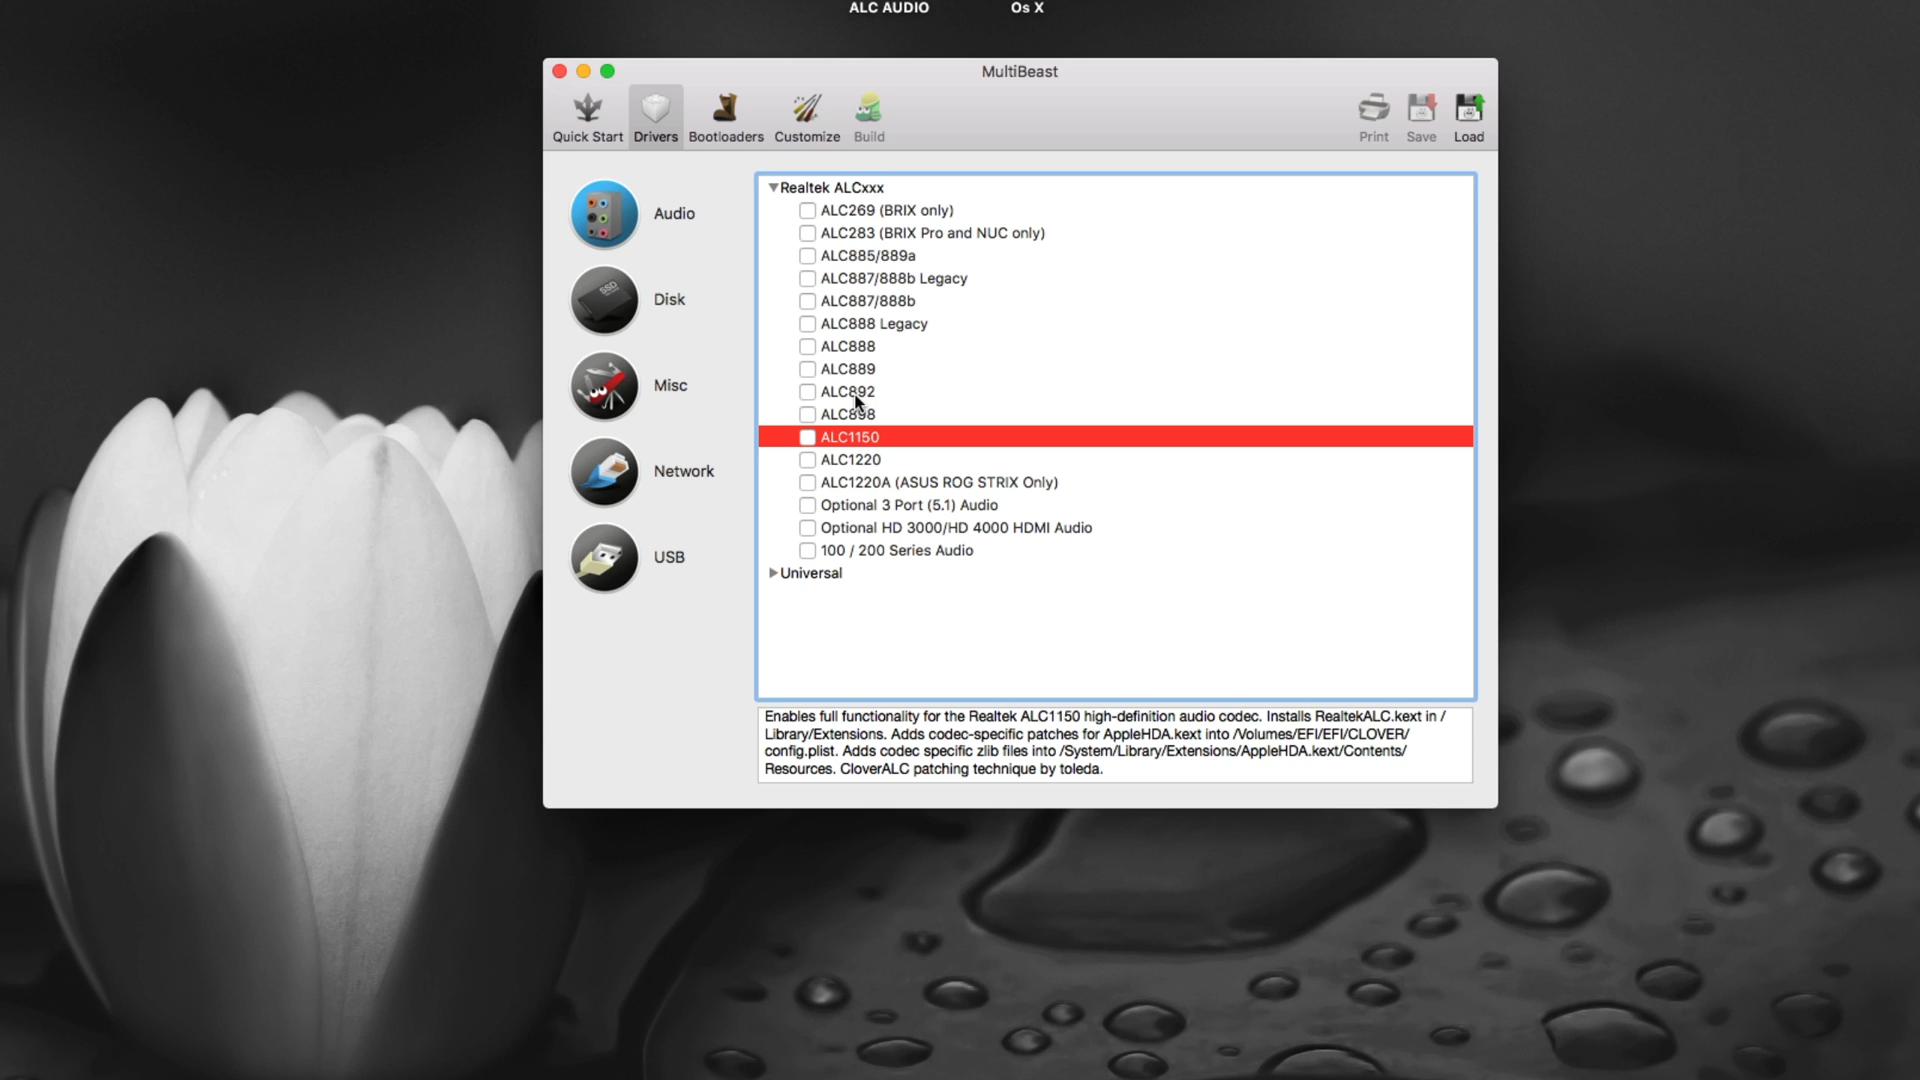 ALC AUDIO Os X
MultiBeast
Quick Start Drivers Bootloaders Customize Build Print Save Load
Audio
Disk
SSD
Misc
Network
USB
Realtek ALCxxx
ALC269 (BRIX only)
ALC283 (BRIX Pro and NUC only)
ALC885/889a
ALC887/888b Legacy
ALC887/888b
ALC888 Legacy
ALC888
ALC889
ALC892
ALC898
ALC1150
ALC1220
ALC1220A (ASUS ROG STRIX Only)
Optional 3 Port (5.1) Audio
Optional HD 3000/HD 4000 HDMI Audio
100 / 200 Series Audio
Universal
Enables full functionality for the Realtek ALC1150 high-definition audio codec. Installs RealtekALC.kext in /
Library/Extensions. Adds codec-specific patches for AppleHDA.kext into /Volumes/EFI/EFI/CLOVER/
config.plist. Adds codec specific zlib files into /System/Library/Extensions/AppleHDA.kext/Contents/
Resources. CloverALC patching technique by toleda.